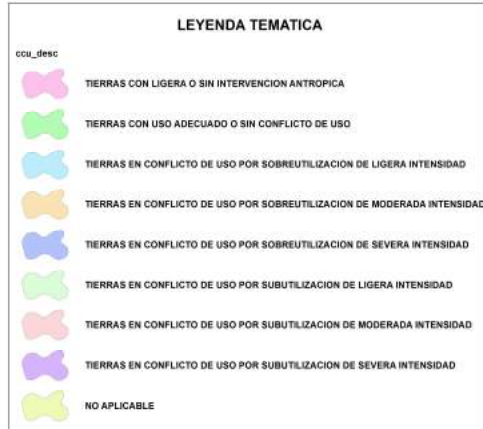 LEYENDA TEMATICA
ccu_desc
TIERRAS CON LIGERA O SIN INTERVENCION ANTROPICA
TIERRAS CON USO ADECUADO O SIN CONFLICTO DE USO
TIERRAS EN CONFLICTO DE USO POR SOBREUTILIZACION DE LIGERA INTENSIDAD
TIERRAS EN CONFLICTO DE USO POR SOBREUTILIZACION DE MODERADA INTENSIDAD
TIERRAS EN CONFLICTO DE USO POR SOBREUTILIZACION DE SEVERA INTENSIDAD
TIERRAS EN CONFLICTO DE USO POR SUBUTILIZACION DE LIGERA INTENSIDAD
TIERRAS EN CONFLICTO DE USO POR SUBUTILIZACION DE MODERADA INTENSIDAD
TIERRAS EN CONFLICTO DE USO POR SUBUTILIZACION DE SEVERA INTENSIDAD
NO APLICABLE